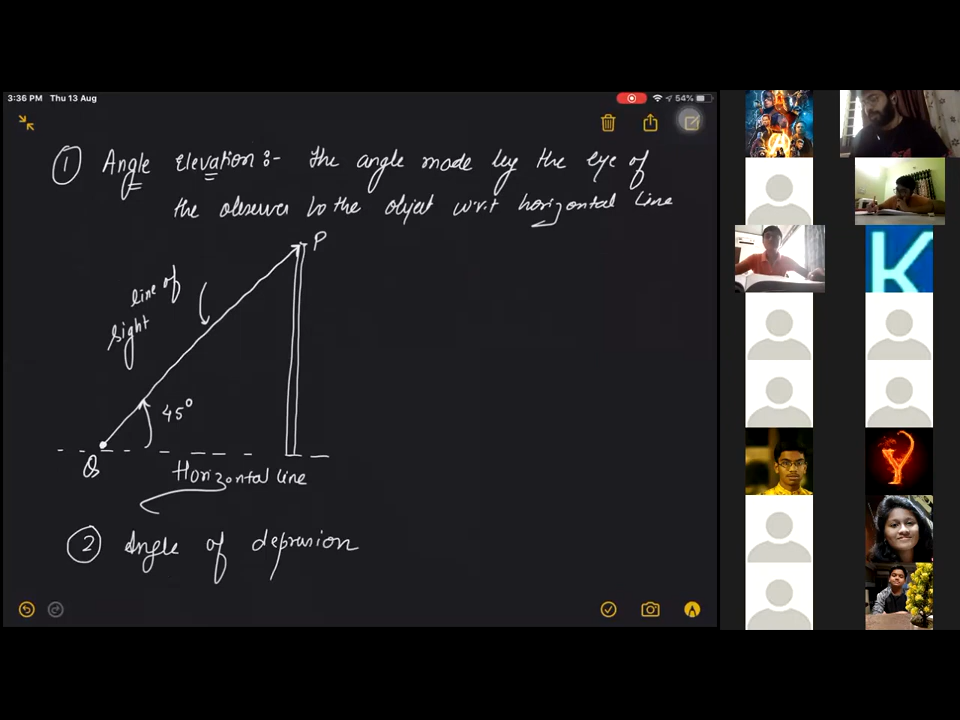 3:36 PM Thu 13 Aug
54%
① Angle Elevation :- The angle made by the eye of
the observer to the object w.r.t horizontal line
P
line of
sight
45°
Horizontal line
② Angle of depression
K